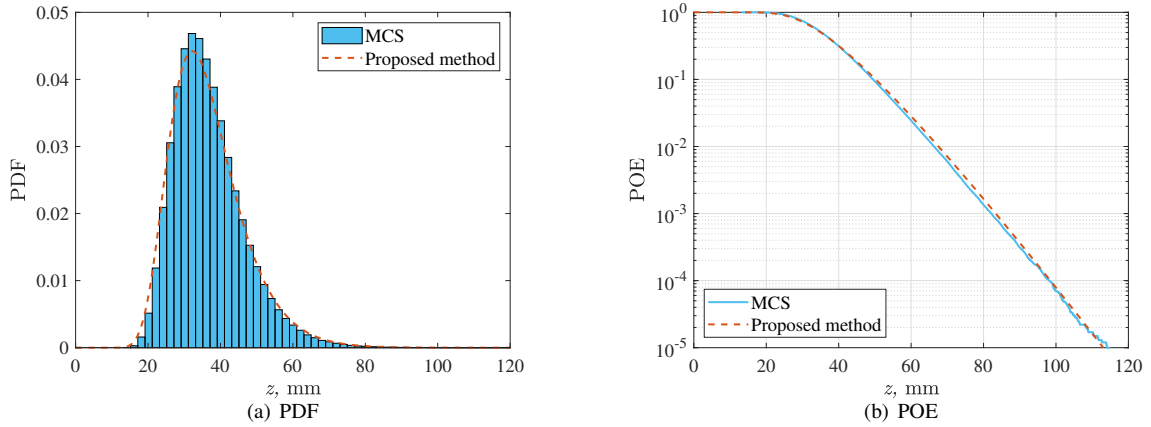 0.05
0.04
0.03
0.02
0.01
0
PDF
MCS
Proposed method
0 20 40 60 80 100 120
z, mm
(a) PDF
10^0
10^-1
10^-2
10^-3
10^-4
10^-5
POE
MCS
Proposed method
0 20 40 60 80 100 120
z, mm
(b) POE